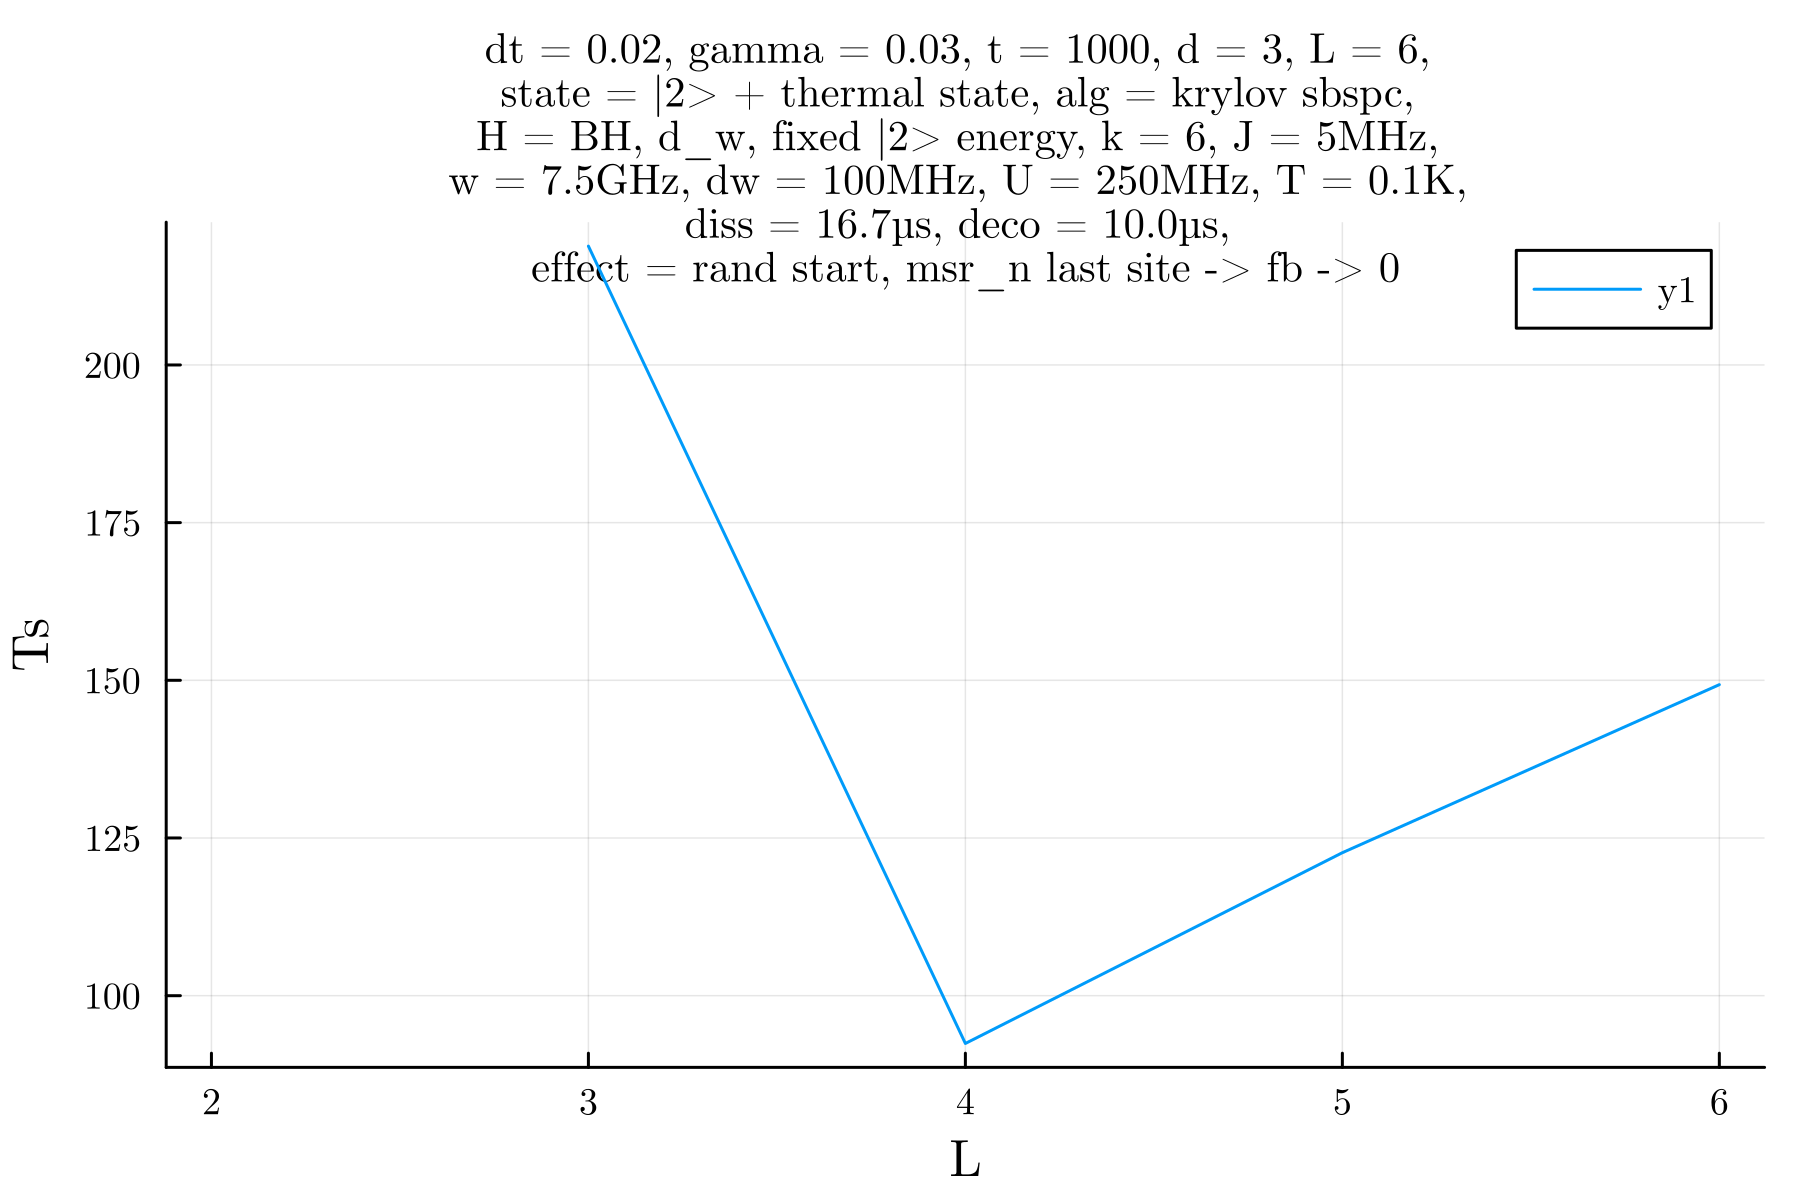 dt = 0.02, gamma = 0.03, t = 1000, d = 3, L = 6,
state = |2> + thermal state, alg = krylov sbspc,
H = BH, d_w, fixed |2> energy, k = 6, J = 5MHz,
w = 7.5GHz, dw = 100MHz, U = 250MHz, T = 0.1K,
diss = 16.7µs, deco = 10.0µs,
effect = rand start, msr_n last site -> fb -> 0
y1
200
175
150
125
100
Ts
2 3 4 5 6
L